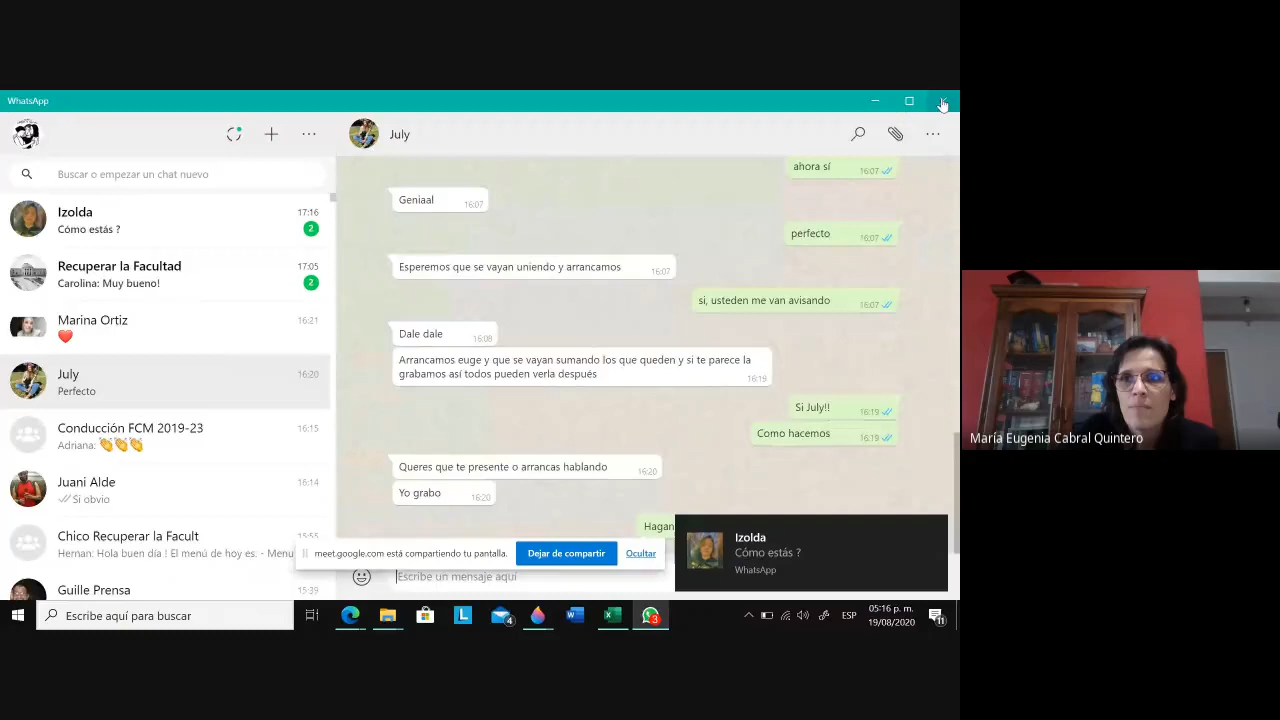 WhatsApp
July
Buscar o empezar un chat nuevo
Izolda 17:16
Cómo estás ? 2
Recuperar la Facultad 17:05
Carolina: Muy bueno! 2
Marina Ortiz 16:21
❤️
July 16:20
Perfecto
Conducción FCM 2019-23 16:15
Adriana: 👏👏👏
Juani Alde 16:14
Si obvio
Chico Recuperar la Facult 15:55
Hernan: Hola buen día ! El menú de hoy es. - Menu
Guille Prensa 15:39
ahora sí 16:07
Geniaal 16:07
perfecto 16:07
Esperemos que se vayan uniendo y arrancamos 16:07
si, usteden me van avisando 16:07
Dale dale 16:08
Arrancamos euge y que se vayan sumando los que queden y si te parece la
grabamos así todos pueden verla después 16:19
Si July!! 16:19
Como hacemos 16:19
Queres que te presente o arrancas hablando 16:20
Yo grabo 16:20
Hagan
meet.google.com está compartiendo tu pantalla. Dejar de compartir Ocultar
Escribe un mensaje aquí
Izolda
Cómo estás ?
WhatsApp
María Eugenia Cabral Quintero
Escribe aquí para buscar
L
4
W
X
3
ESP
05:16 p. m.
19/08/2020
11